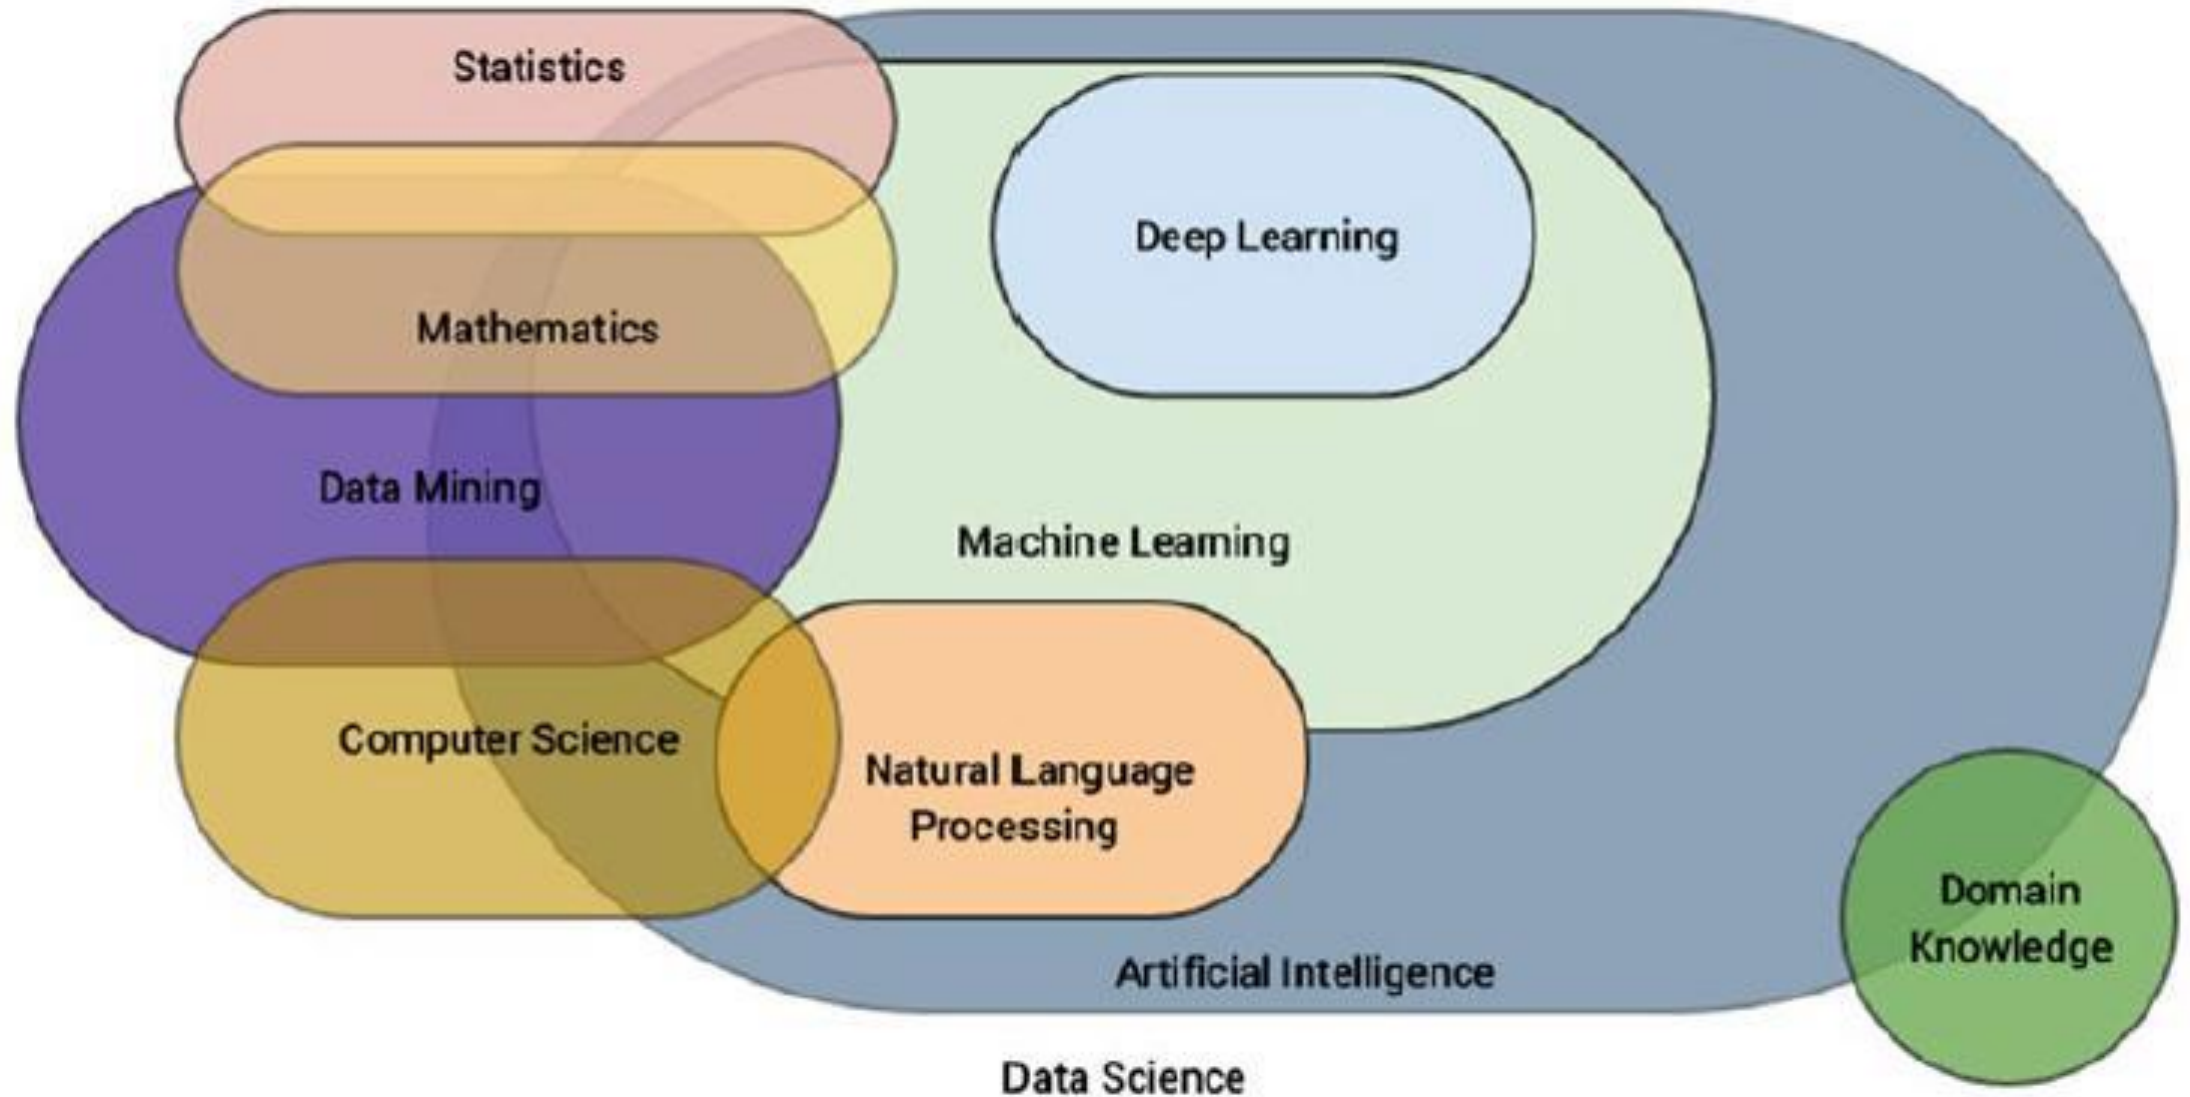 Statistics
Deep Learning
Mathematics
Data Mining
Machine Learning
Computer Science
Natural Language
Processing
Domain
Knowledge
Artificial Intelligence
Data Science